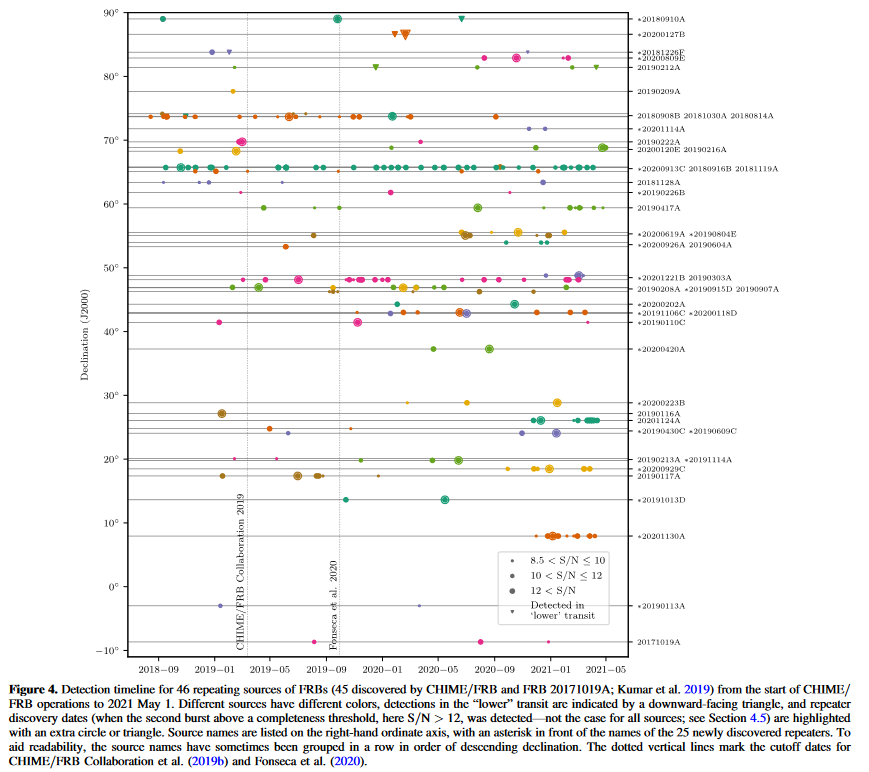 90°
80°
70°
60°
50°
40°
30°
20°
10°
0°
−10°
Declination (J2000)
∗20180910A
∗20200127B
∗20181226F
∗20200809E
20190212A
20190209A
20180908B 20181030A 20180814A
∗20201114A
20190222A
20200120E 20190216A
∗20200913C 20180916B 20181119A
20181128A
∗20190226B
20190417A
∗20200619A ∗20190804E
∗20200926A 20190604A
∗20201221B 20190303A
20190208A ∗20190915D 20190907A
∗20200202A
∗20191106C ∗20200118D
∗20190110C
∗20200420A
∗20200223B
20190116A
20201124A
∗20190430C ∗20190609C
20190213A ∗20191114A
∗20200929C
20190117A
∗20191013D
∗20201130A
∗20190113A
20171019A
CHIME/FRB Collaboration 2019
Fonseca et al. 2020
8.5 < S/N ≤ 10
10 < S/N ≤ 12
12 < S/N
Detected in
'lower' transit
2018−09
2019−01
2019−05
2019−09
2020−01
2020−05
2020−09
2021−01
2021−05
Figure 4. Detection timeline for 46 repeating sources of FRBs (45 discovered by CHIME/FRB and FRB 20171019A; Kumar et al. 2019) from the start of CHIME/
FRB operations to 2021 May 1. Different sources have different colors, detections in the “lower” transit are indicated by a downward-facing triangle, and repeater
discovery dates (when the second burst above a completeness threshold, here S/N > 12, was detected—not the case for all sources; see Section 4.5) are highlighted
with an extra circle or triangle. Source names are listed on the right-hand ordinate axis, with an asterisk in front of the names of the 25 newly discovered repeaters. To
aid readability, the source names have sometimes been grouped in a row in order of descending declination. The dotted vertical lines mark the cutoff dates for
CHIME/FRB Collaboration et al. (2019b) and Fonseca et al. (2020).